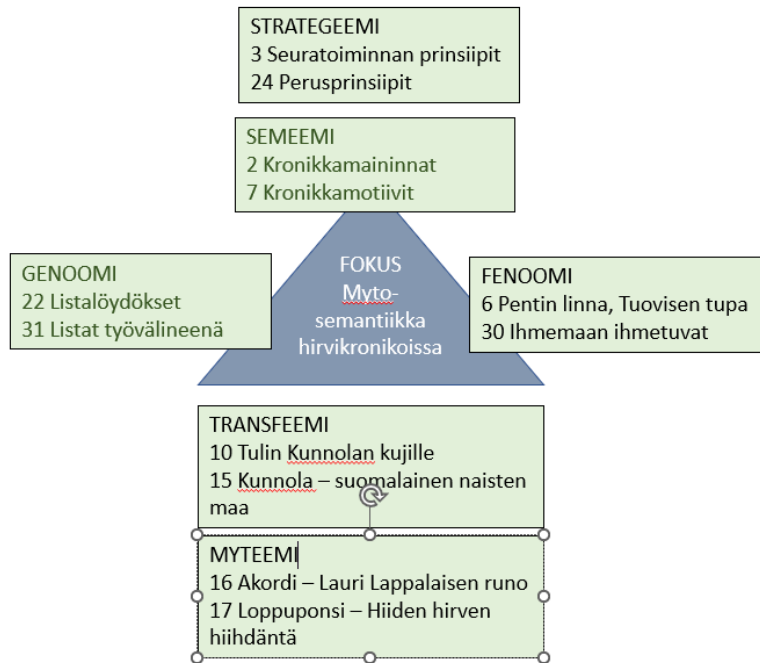 STRATEGEEMI
3 Seuratoiminnan prinsiipit
24 Perusprinsiipit
SEMEEMI
2 Kronikkamaininnat
7 Kronikkamotiivit
GENOOMI
22 Listalöydökset
31 Listat työvälineenä
FOKUS
Myto-
semantiikka
hirvikronikoissa
FENOOMI
6 Pentin linna, Tuovisen tupa
30 Ihmemaan ihmetuvat
TRANSFEEMI
10 Tulin Kunnolan kujille
15 Kunnola – suomalainen naisten
maa
MYTEEMI
16 Akordi – Lauri Lappalaisen runo
17 Loppuponsi – Hiiden hirven
hiihdäntä